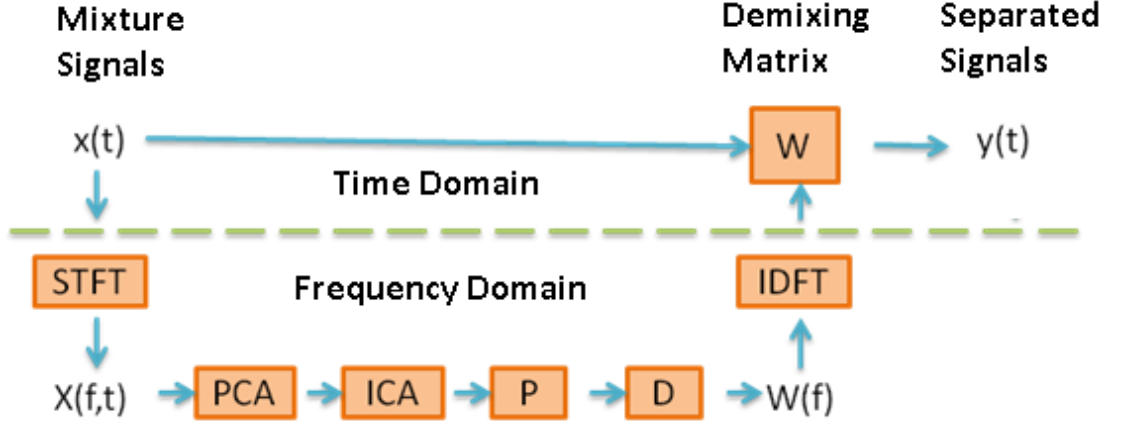 Mixture
Signals
Demixing
Matrix
Separated
Signals
x(t)
W
y(t)
Time Domain
STFT
Frequency Domain
IDFT
X(f,t)
PCA
ICA
P
D
W(f)